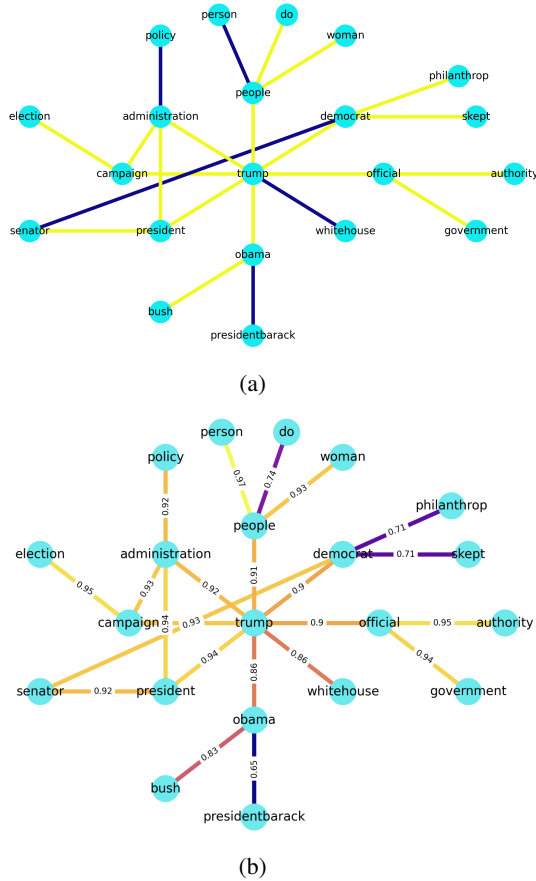 person do
policy woman
philanthrop
people
election administration democrat skept
campaign trump official authority
senator president whitehouse government
obama
bush
presidentbarack
(a)
person do
policy woman
0.97 0.74 0.93
0.92
philanthrop
people 0.71
election administration democrat 0.71 skept
0.95 0.93 0.92 0.91 0.9
campaign 0.94 0.93 trump 0.9 official 0.95 authority
0.94 0.86 0.86 0.94
senator 0.92 president whitehouse government
obama
0.83 0.65
bush
presidentbarack
(b)